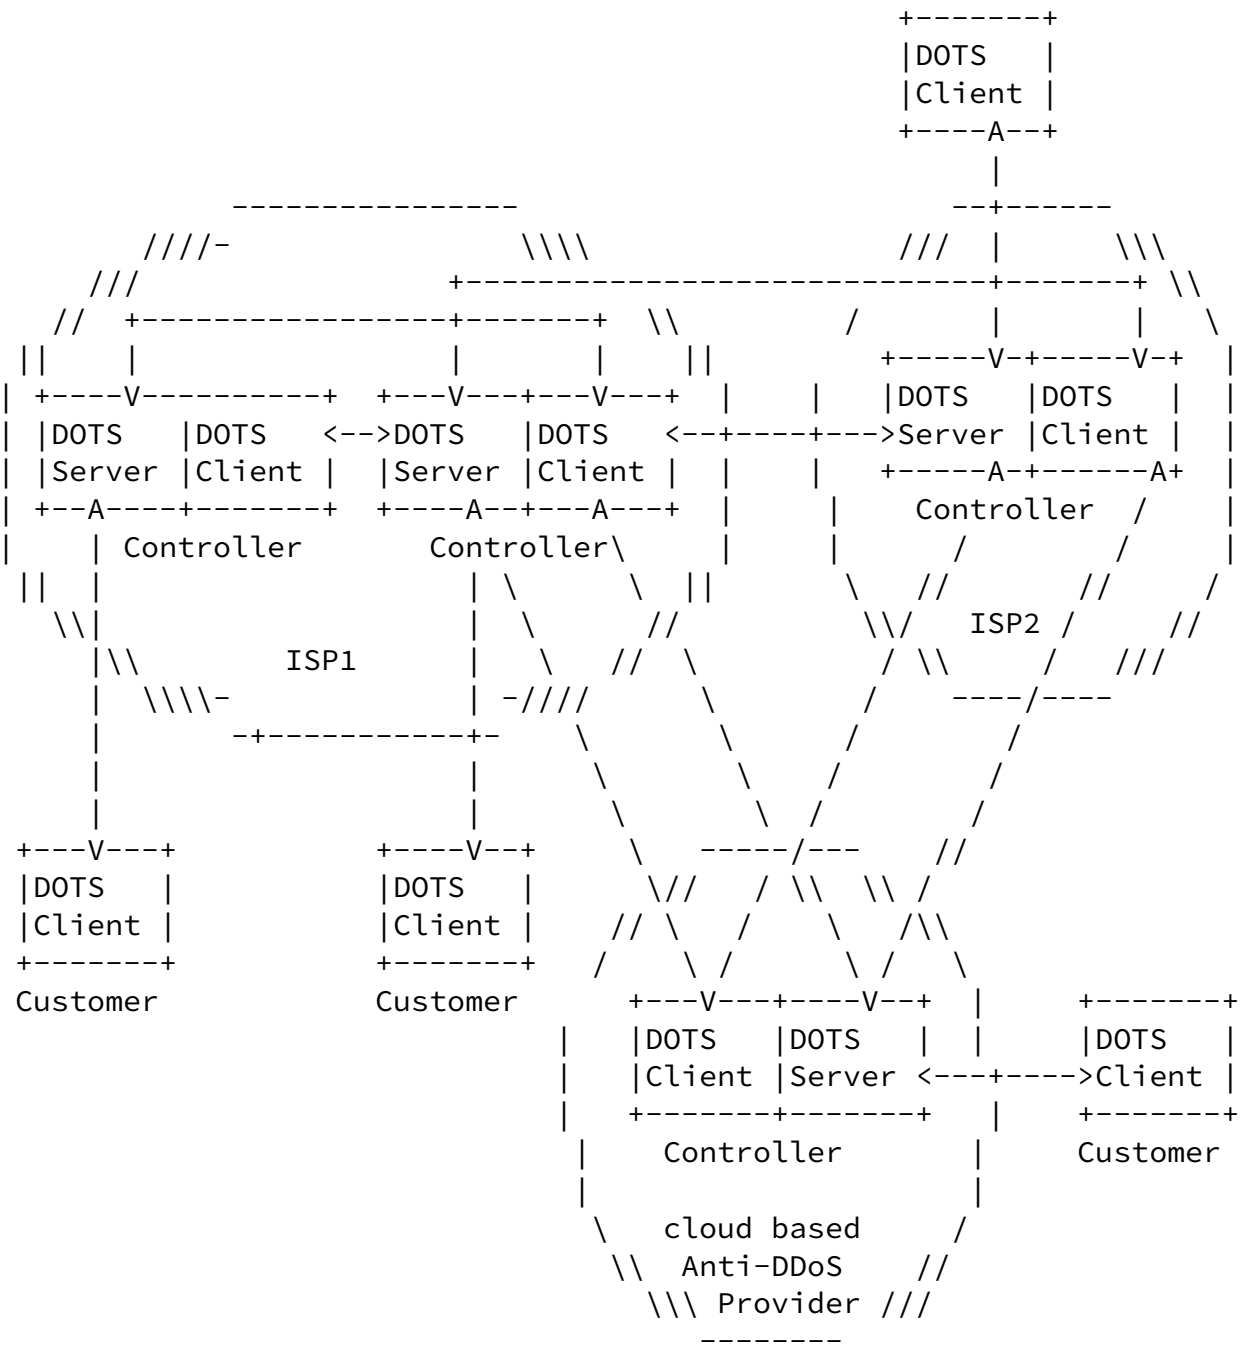 DOTS
Client
DOTS DOTS DOTS DOTS DOTS DOTS
Server Client Server Client Server Client
Controller Controller Controller
ISP1 ISP2
DOTS DOTS
Client Client
Customer Customer
DOTS DOTS DOTS
Client Server Client
Controller Customer
cloud based
Anti-DDoS
Provider